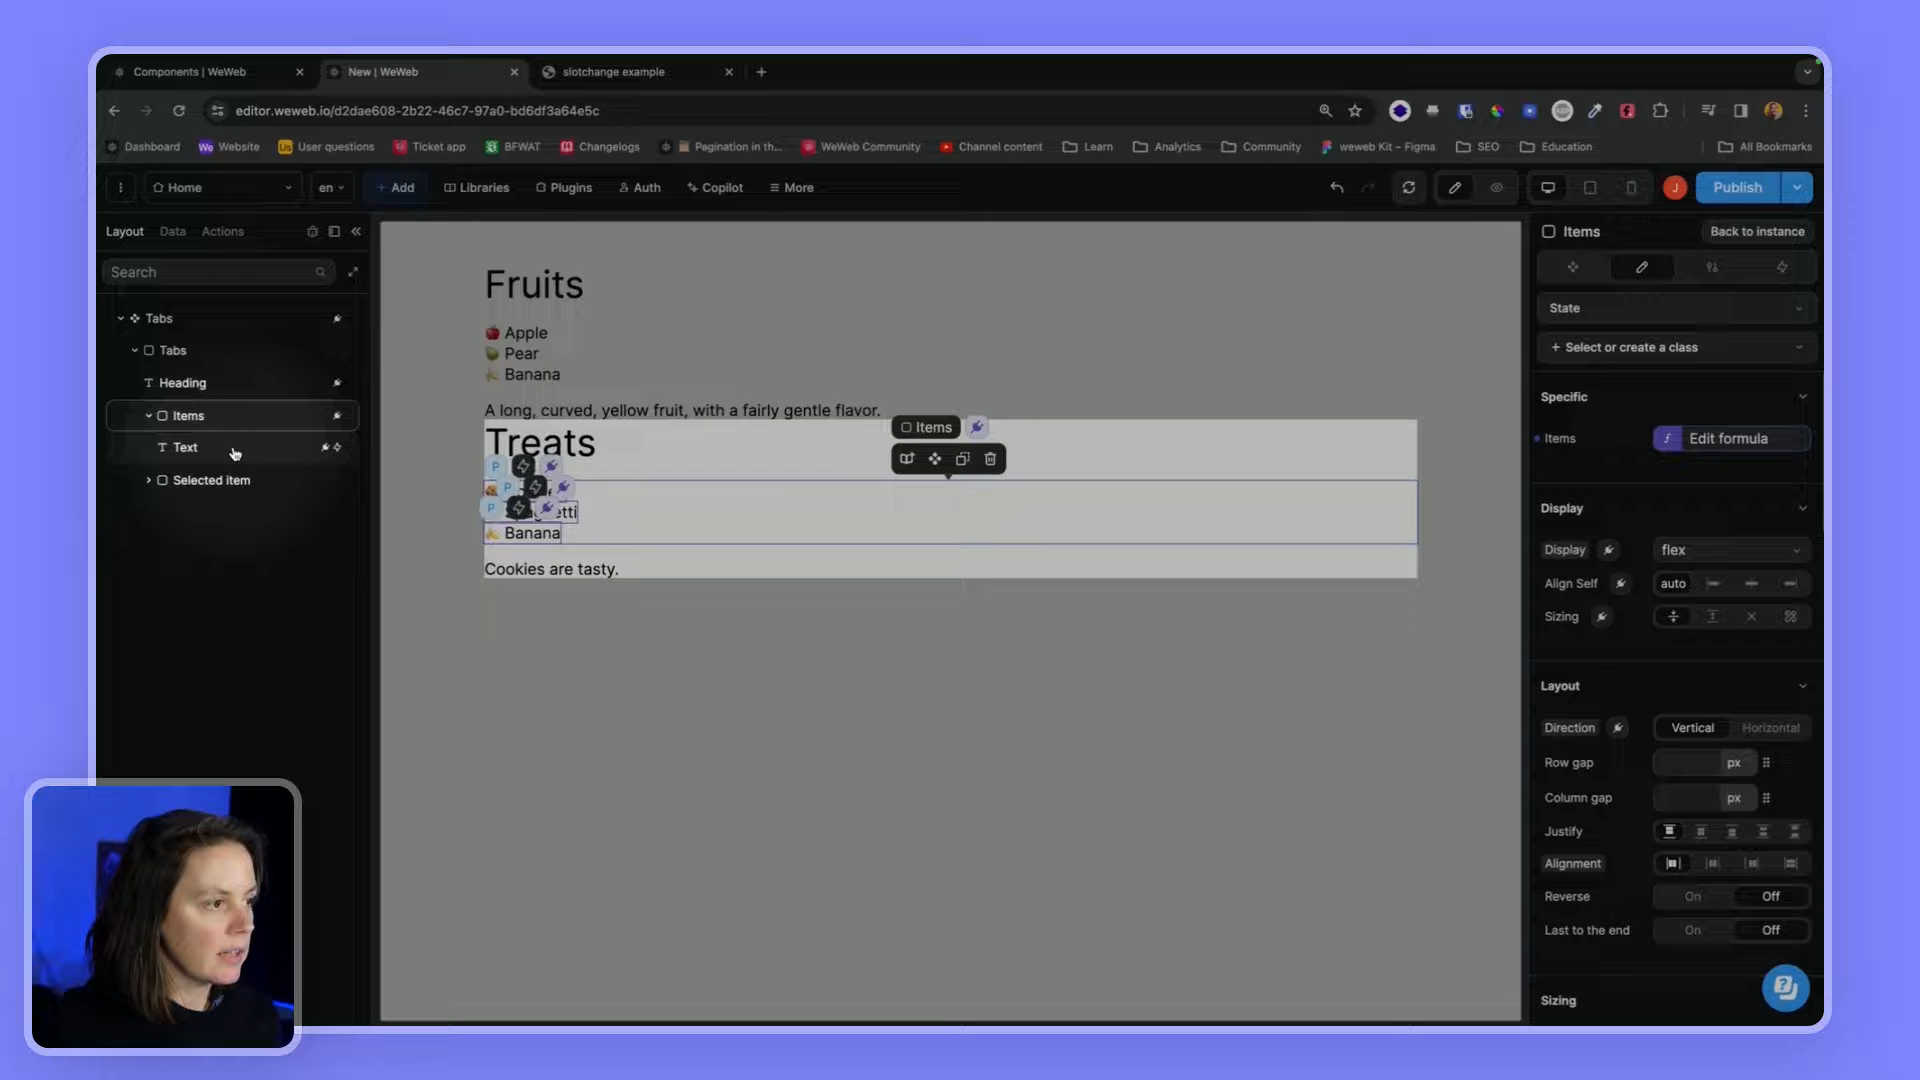 Components | WeWeb
New | WeWeb
slotchange example
editor.weweb.io/d2dae608-2b22-46c7-97a0-bd6df3a64e5c
Dashboard
We Website
Us User questions
Ticket app
BFWAT
Changelogs
Pagination in th...
WeWeb Community
Channel content
Learn
Analytics
Community
weweb Kit – Figma
SEO
Education
All Bookmarks
Home
en
+ Add
Libraries
Plugins
Auth
Copilot
More
J
Publish
Layout
Data
Actions
Search
Tabs
Tabs
T Heading
Items
T Text
Selected item
Fruits
Apple
Pear
Banana
A long, curved, yellow fruit, with a fairly gentle flavor.
Items
Treats
P
P
P
etti
Banana
Cookies are tasty.
Items
Back to instance
State
+ Select or create a class
Specific
Items
f Edit formula
Display
Display
flex
Align Self
auto
Sizing
Layout
Direction
Vertical
Horizontal
Row gap
px
Column gap
px
Justify
Alignment
Reverse
On
Off
Last to the end
On
Off
Sizing